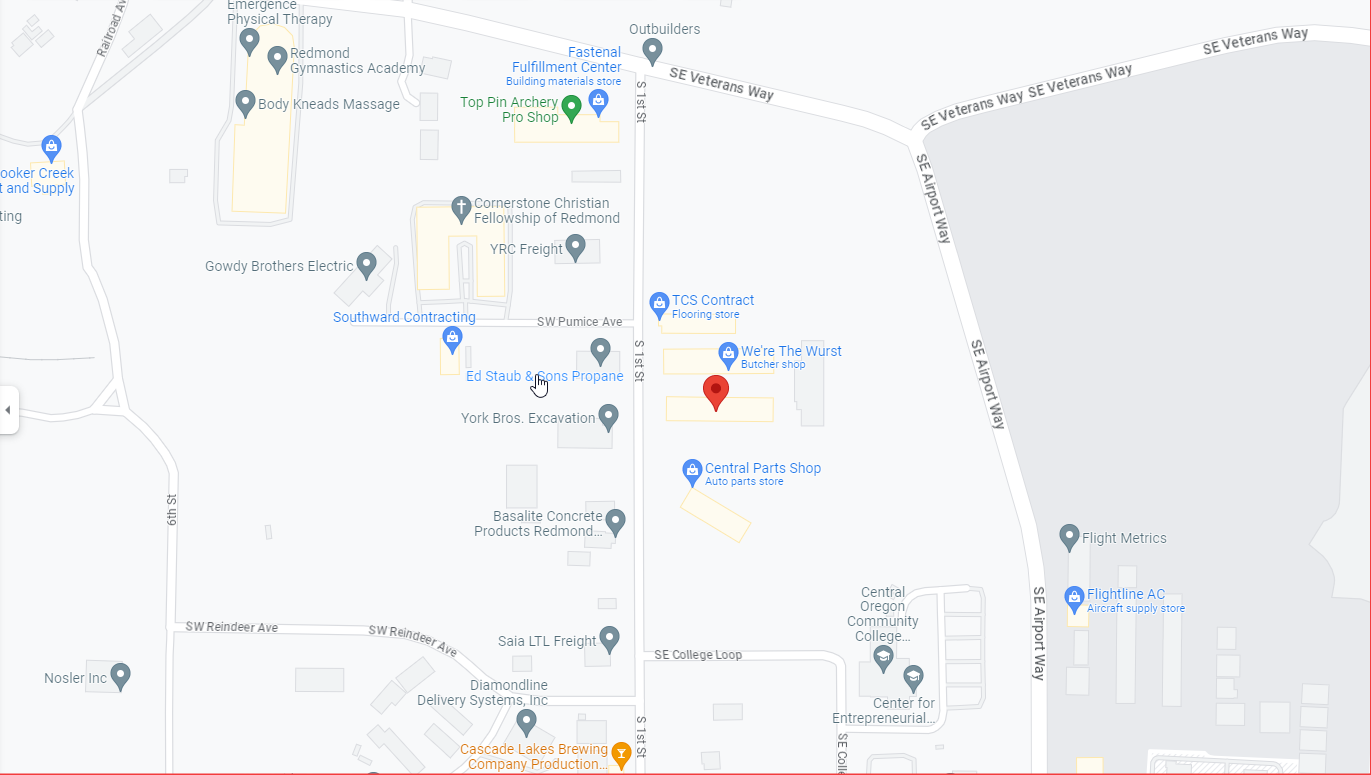 Emergence
Physical Therapy
Railroad Av
Redmond
Gymnastics Academy
Body Kneads Massage
Outbuilders
Fastenal
Fulfillment Center
Building materials store
Top Pin Archery
Pro Shop
S 1st St
SE Veterans Way
SE Veterans Way
SE Veterans Way
SE Veterans Way
ooker Creek
t and Supply
ting
SE Airport Way
Cornerstone Christian
Fellowship of Redmond
YRC Freight
Gowdy Brothers Electric
Southward Contracting
SW Pumice Ave
TCS Contract
Flooring store
S 1st St
We're The Wurst
Butcher shop
Ed Staub & Sons Propane
SE Airport Way
York Bros. Excavation
Central Parts Shop
Auto parts store
6th St
Basalite Concrete
Products Redmond...
Flight Metrics
Flightline AC
Aircraft supply store
Central
Oregon
Community
College...
SE Airport Way
SW Reindeer Ave
SW Reindeer Ave
Saia LTL Freight
SE College Loop
Nosler Inc
Diamondline
Delivery Systems, Inc
Center for
Entrepreneurial...
S 1st St
SE Colle
Cascade Lakes Brewing
Company Production...